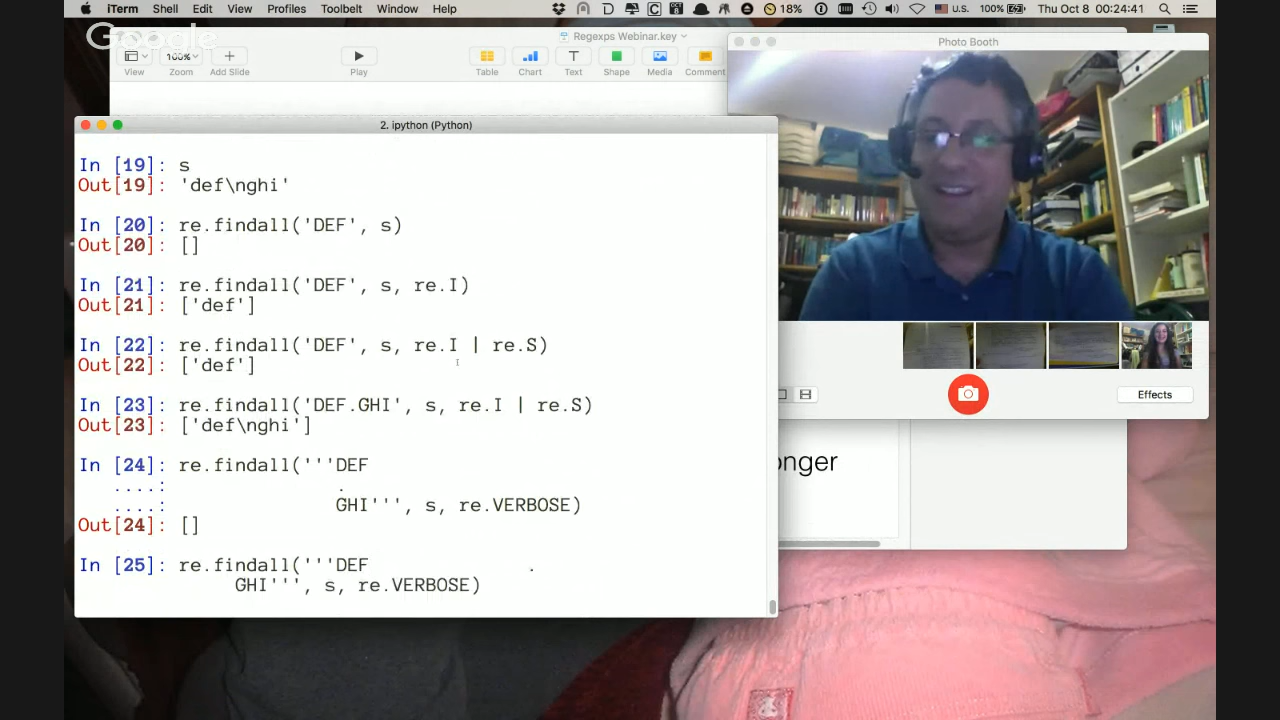 iTerm Shell Edit View Profiles Toolbelt Window Help 18% U.S. 100% Thu Oct 8 00:24:41
Google
Regexps Webinar.key
100%
View Zoom Add Slide Play Table Chart Text Shape Media Comment
Photo Booth
2. ipython (Python)
In [19]: s
Out[19]: 'def\nghi'
In [20]: re.findall('DEF', s)
Out[20]: []
In [21]: re.findall('DEF', s, re.I)
Out[21]: ['def']
In [22]: re.findall('DEF', s, re.I | re.S)
Out[22]: ['def']
In [23]: re.findall('DEF.GHI', s, re.I | re.S)
Out[23]: ['def\nghi']
In [24]: re.findall('''DEF
....: .
....: GHI''', s, re.VERBOSE)
Out[24]: []
In [25]: re.findall('''DEF .
GHI''', s, re.VERBOSE)
Effects
onger